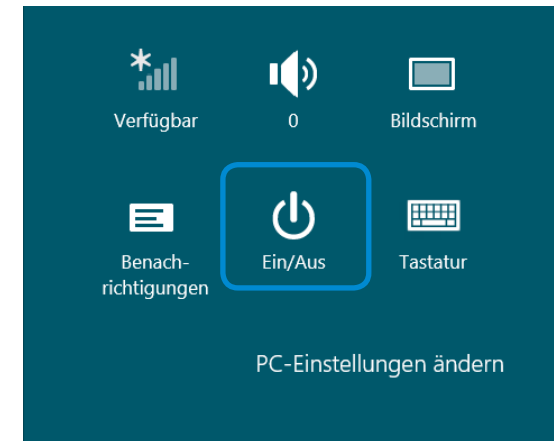 Verfügbar
0
Bildschirm
Benach-
richtigungen
Ein/Aus
Tastatur
PC-Einstellungen ändern